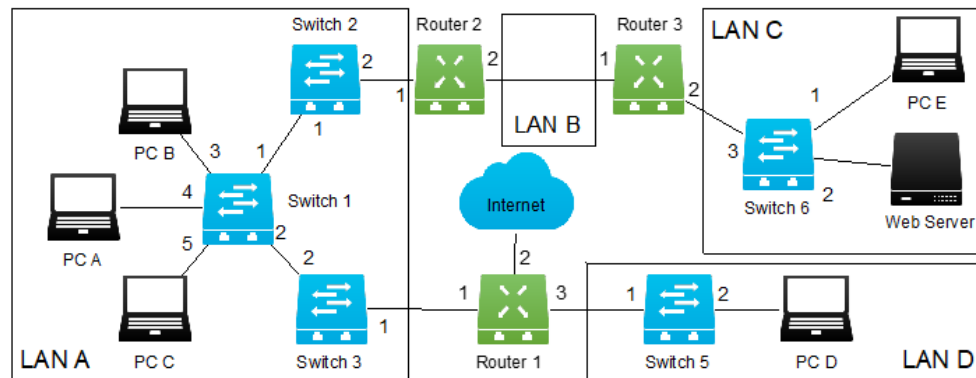 Switch 2
Router 2
Router 3
LAN C
2
1
2
1
2
1
PC E
LAN B
PC B
3
1
1
3
2
Switch 6
Web Server
4
Switch 1
PC A
5
2
2
Internet
2
1
3
1
2
1
PC C
LAN A
Switch 3
Router 1
Switch 5
PC D
LAN D